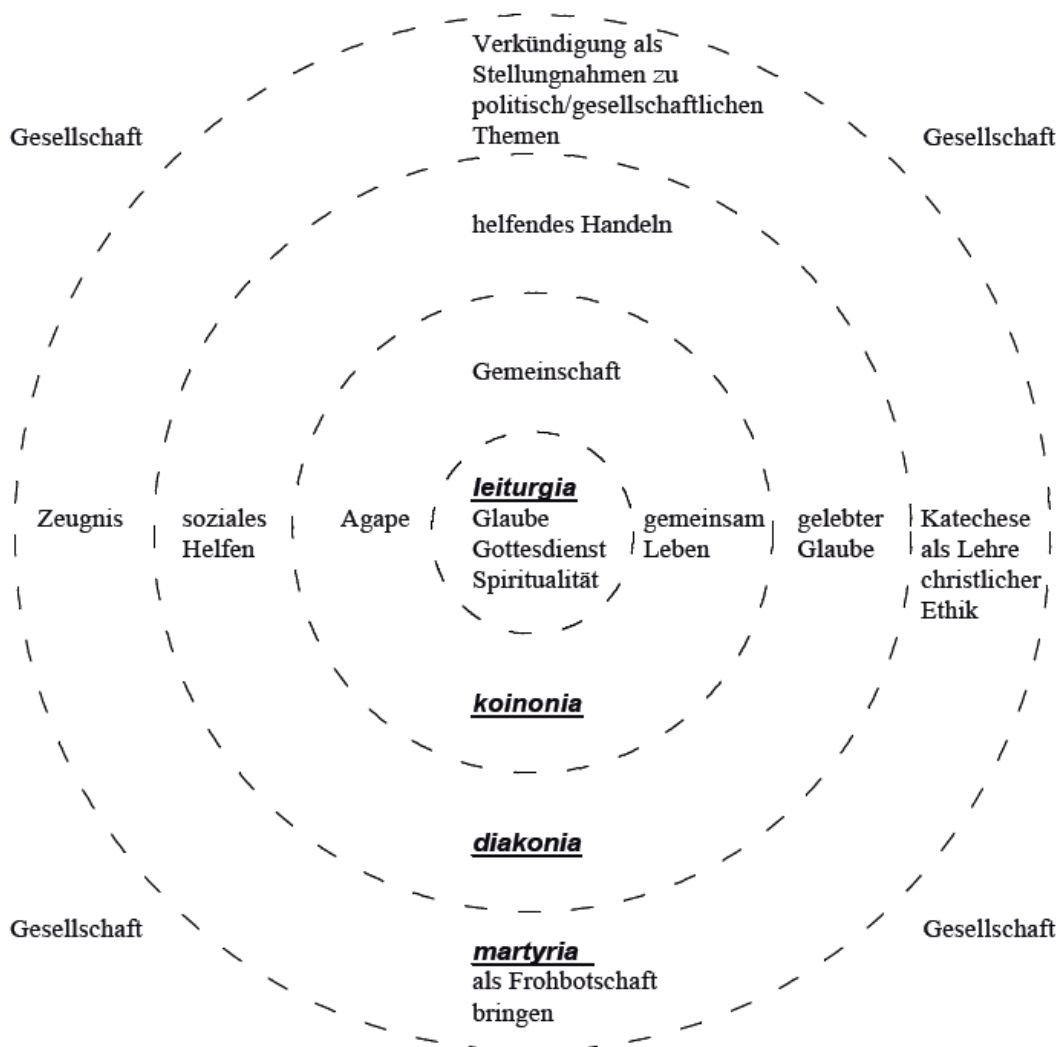 Verkündigung als
Stellungnahmen zu
politisch/gesellschaftlichen
Themen
Gesellschaft
Gesellschaft
helfendes Handeln
Gemeinschaft
leiturgia
Glaube
Gottesdienst
Spiritualität
Zeugnis
soziales
Helfen
Agape
gemeinsam
Leben
gelebter
Glaube
Katechese
als Lehre
christlicher
Ethik
koinonia
diakonia
Gesellschaft
Gesellschaft
martyria
als Frohbotschaft
bringen